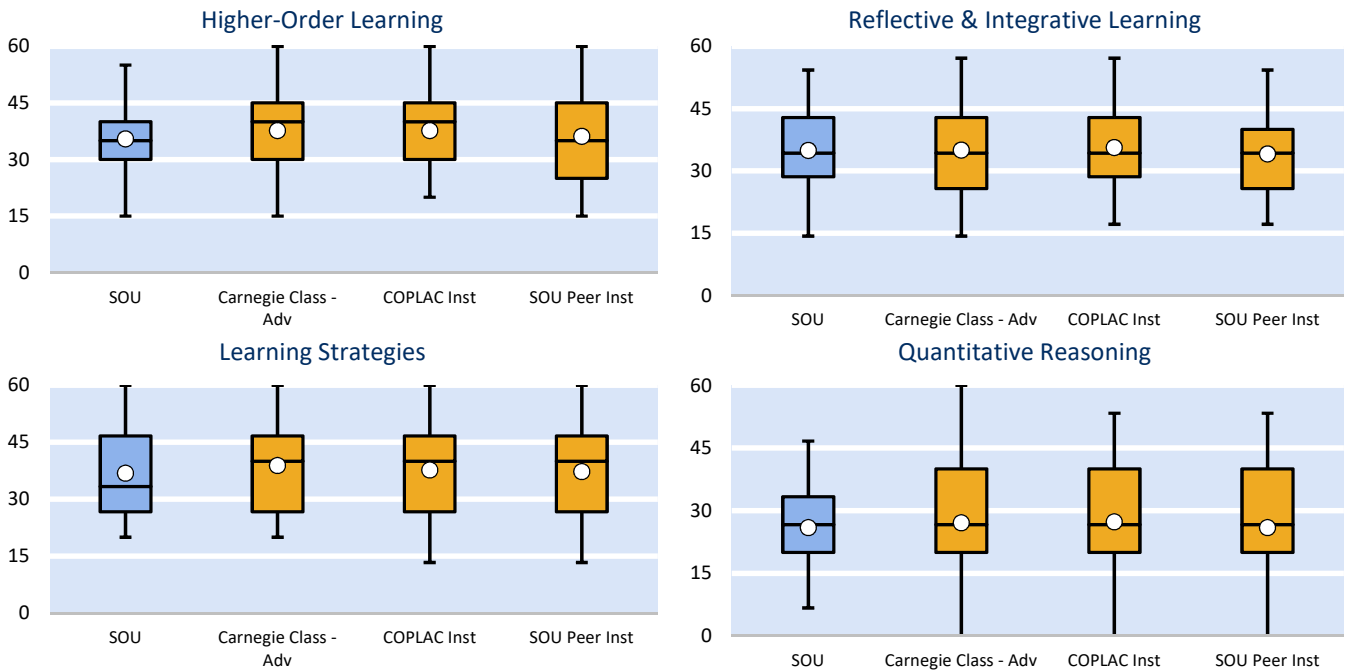 Higher-Order Learning
60
45
30
15
0
SOU
Carnegie Class -
Adv
COPLAC Inst
SOU Peer Inst
Reflective & Integrative Learning
60
45
30
15
0
SOU
Carnegie Class - Adv
COPLAC Inst
SOU Peer Inst
Learning Strategies
60
45
30
15
0
SOU
Carnegie Class -
Adv
COPLAC Inst
SOU Peer Inst
Quantitative Reasoning
60
45
30
15
0
SOU
Carnegie Class - Adv
COPLAC Inst
SOU Peer Inst